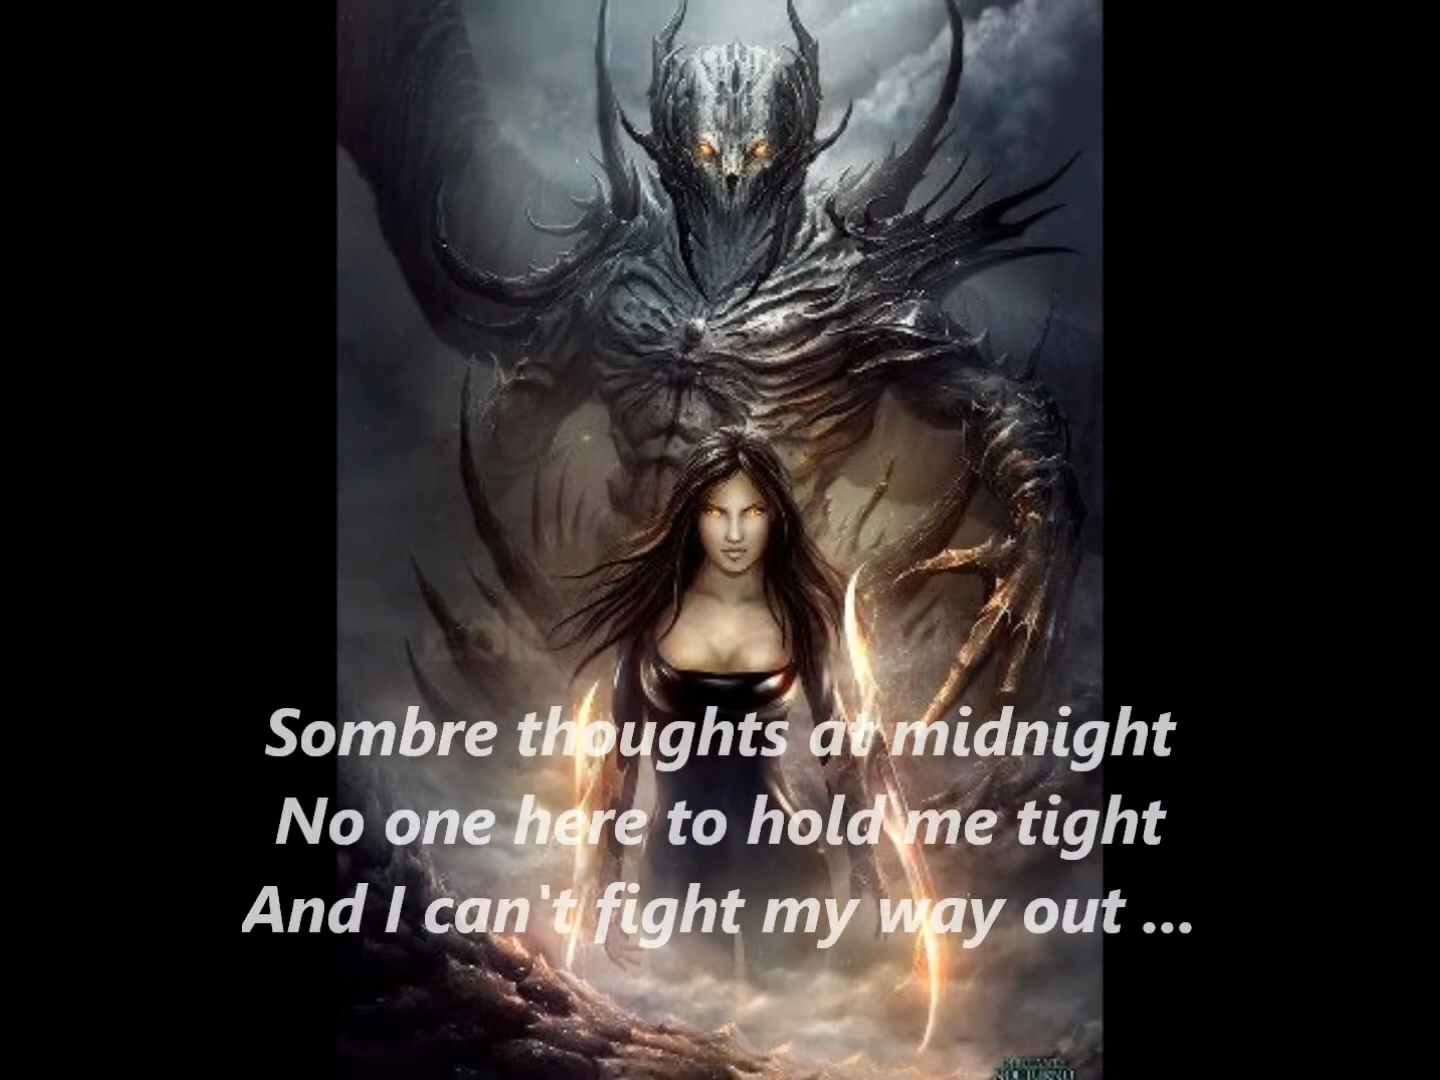 Sombre thoughts at midnight
No one here to hold me tight
And I can't fight my way out ...